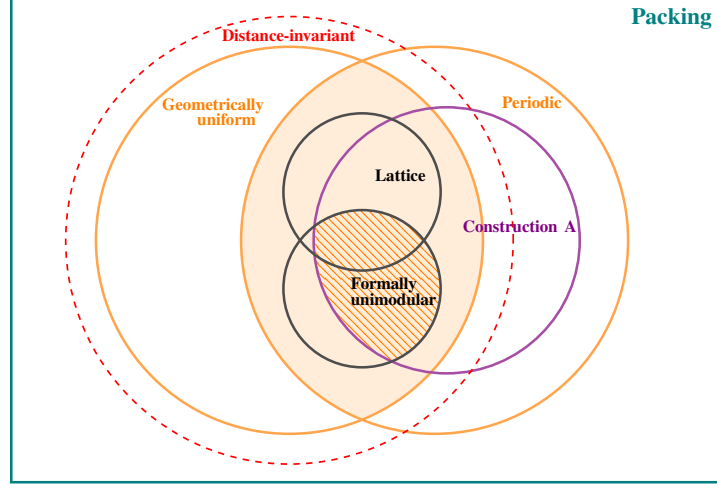 Packing
Distance-invariant
Geometrically
uniform
Periodic
Lattice
Construction A
Formally
unimodular